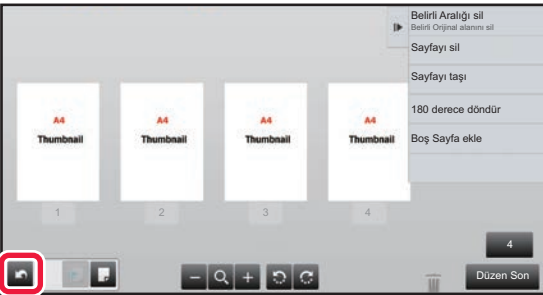 Belirli Aralığı sil
Belirli Orijinal alanını sil
Sayfayı sil
Sayfayı taşı
180 derece döndür
Boş Sayfa ekle
A4
Thumbnail
A4
Thumbnail
A4
Thumbnail
A4
Thumbnail
1
2
3
4
4
Düzen Son